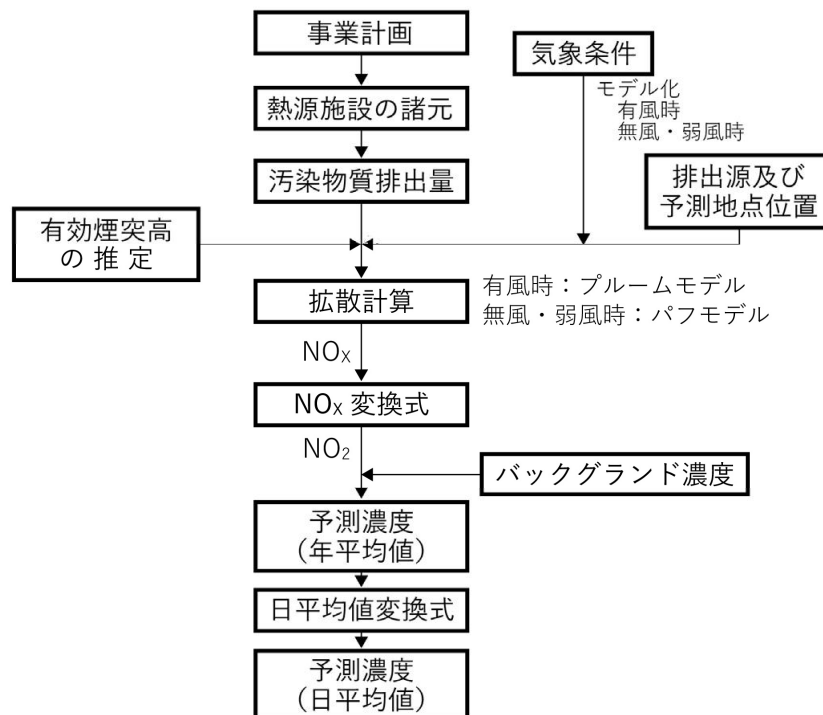 事業計画
気象条件
モデル化
有風時
無風・弱風時
熱源施設の諸元
汚染物質排出量
排出源及び
予測地点位置
有効煙突高
の 推 定
拡散計算
有風時：プルームモデル
無風・弱風時：パフモデル
NOX
NOX 変換式
NO2
バックグランド濃度
予測濃度
（年平均値）
日平均値変換式
予測濃度
（日平均値）